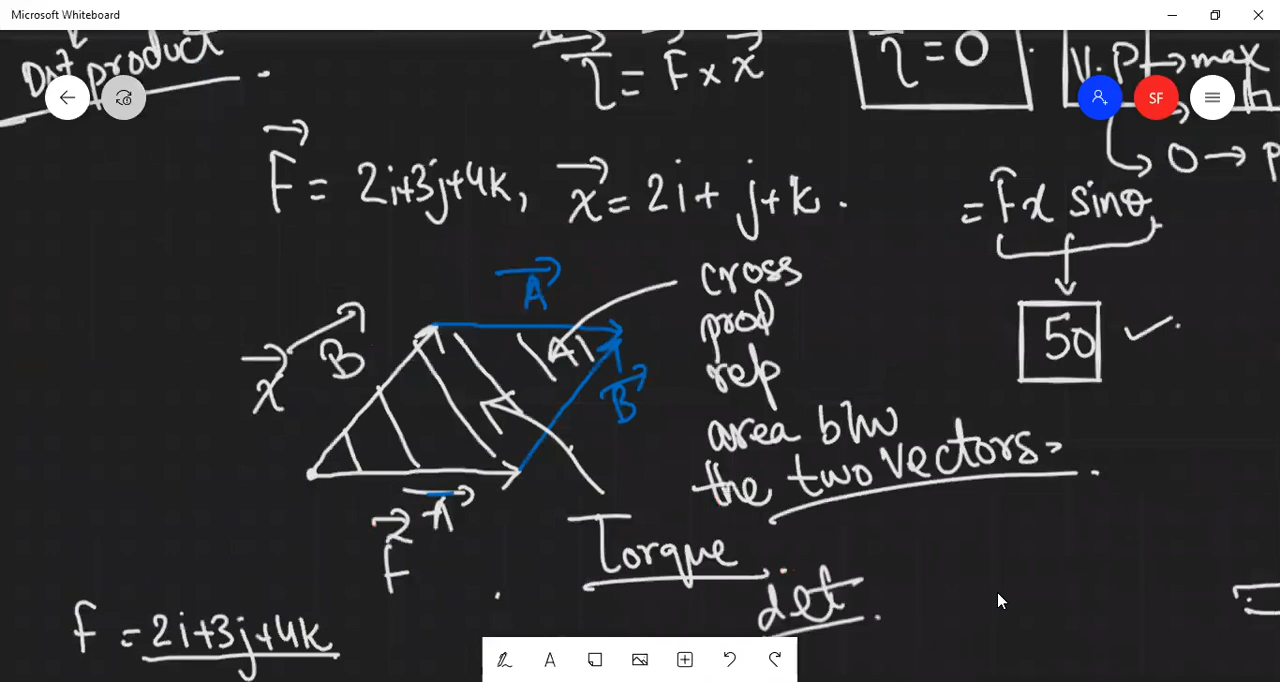 Microsoft Whiteboard
Dot product
τ = F x x
τ = 0
V.P → max
h
0 → P
F = 2i+3j+4k, x = 2i + j+k.
= Fx sinθ
50 ✓
A
cross
prod
rep
area b/w
the two vectors.
B
x
A
B
A
F
Torque
det.
f = 2i+3j+4k
=
SF